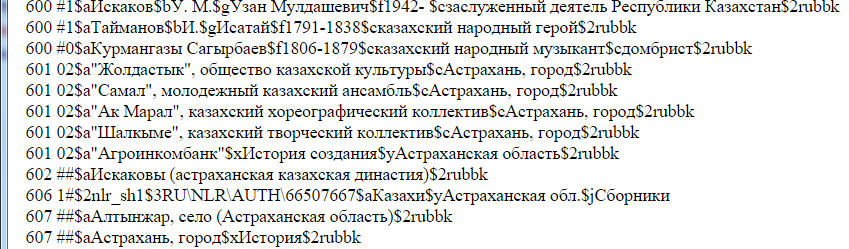 600 #1$aИскаков$bУ. М.$gУзан Мулдашевич$f1942- $cзаслуженный деятель Республики Казахстан$2rubbk
600 #1$aТайманов$bИ.$gИсатай$f1791-1838$cказахский народный герой$2rubbk
600 #0$aКурмангазы Сагырбаев$f1806-1879$cказахский народный музыкант$cдомбрист$2rubbk
601 02$a"Жолдастык", общество казахской культуры$cАстрахань, город$2rubbk
601 02$a"Самал", молодежный казахский ансамбль$cАстрахань, город$2rubbk
601 02$a"Ак Марал", казахский хореографический коллектив$cАстрахань, город$2rubbk
601 02$a"Шалкыме", казахский творческий коллектив$cАстрахань, город$2rubbk
601 02$a"Агроинкомбанк"$xИстория создания$yАстраханская область$2rubbk
602 ##$aИскаковы (астраханская казахская династия)$2rubbk
606 1#$2nlr_sh1$3RU\NLR\AUTH\66507667$aКазахи$yАстраханская обл.$jСборники
607 ##$aАлтынжар, село (Астраханская область)$2rubbk
607 ##$aАстрахань, город$xИстория$2rubbk